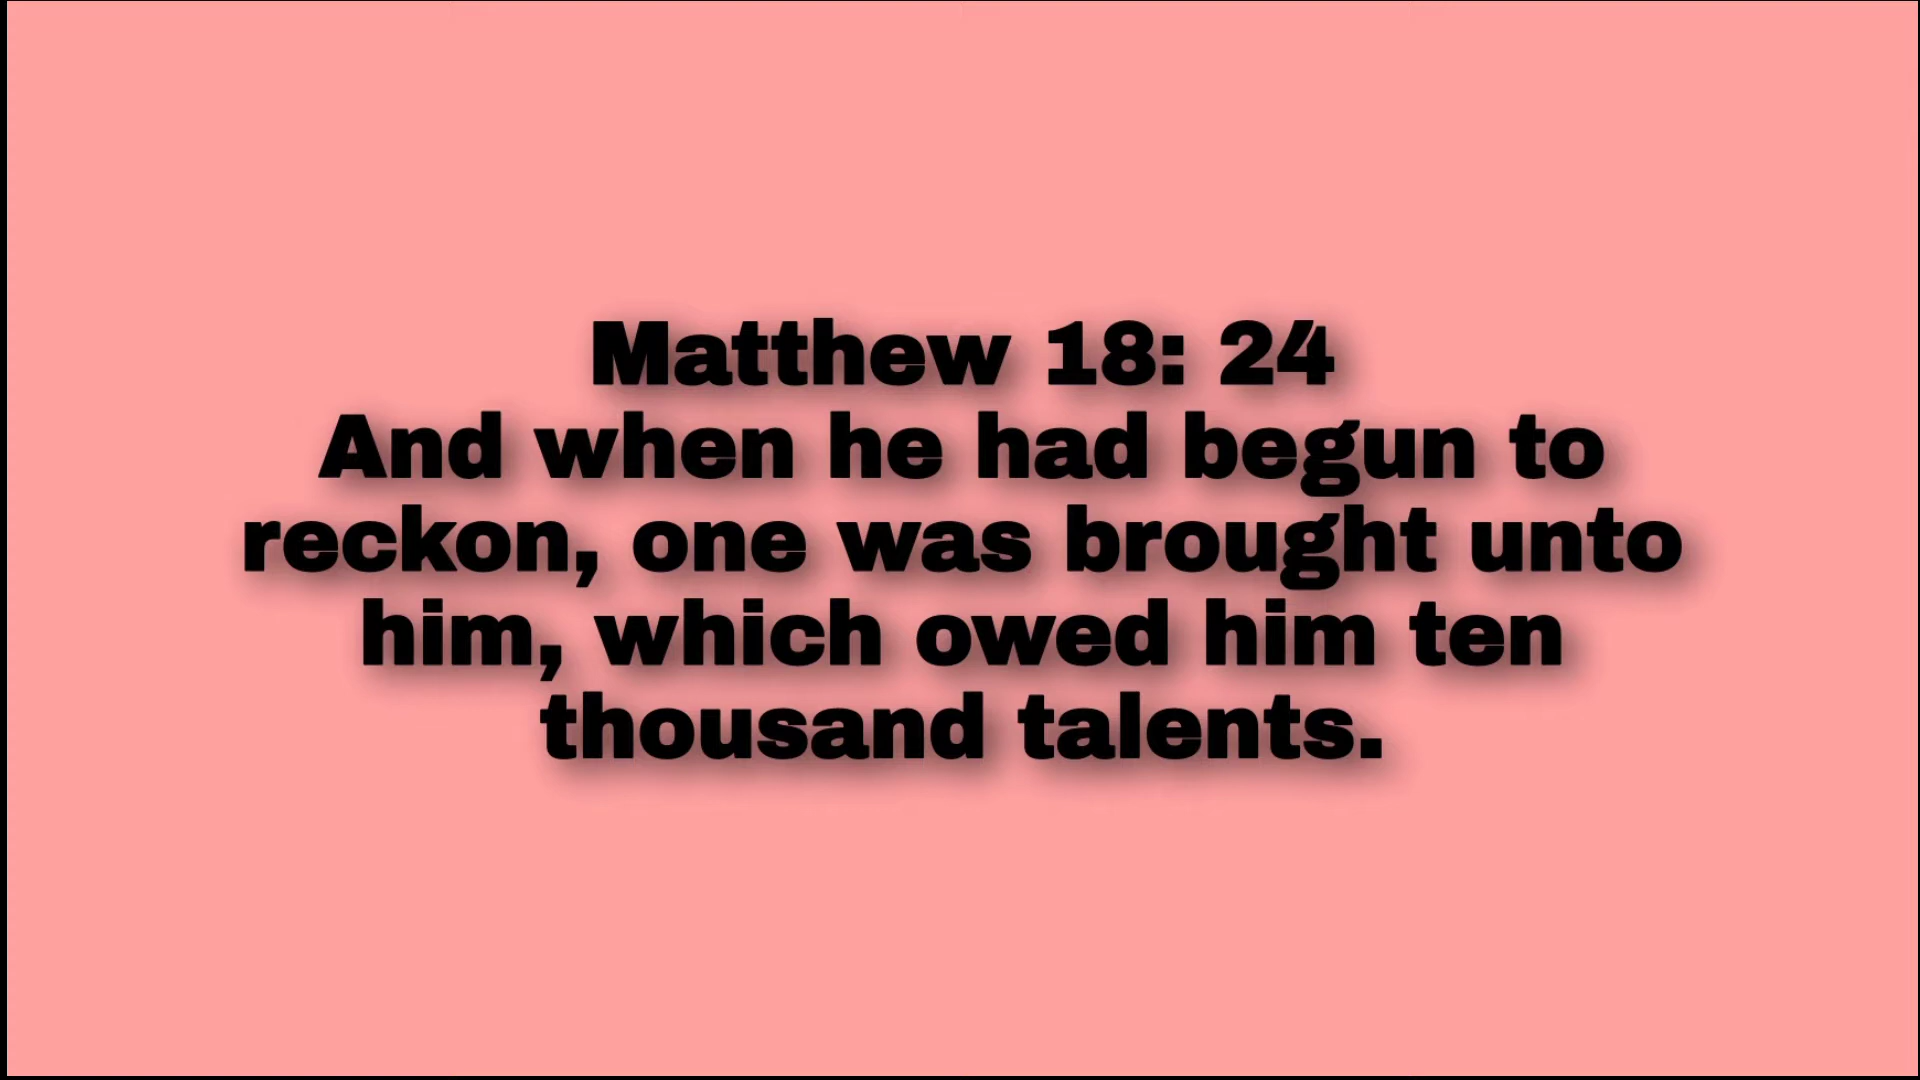 Matthew 18: 24
And when he had begun to
reckon, one was brought unto
him, which owed him ten
thousand talents.